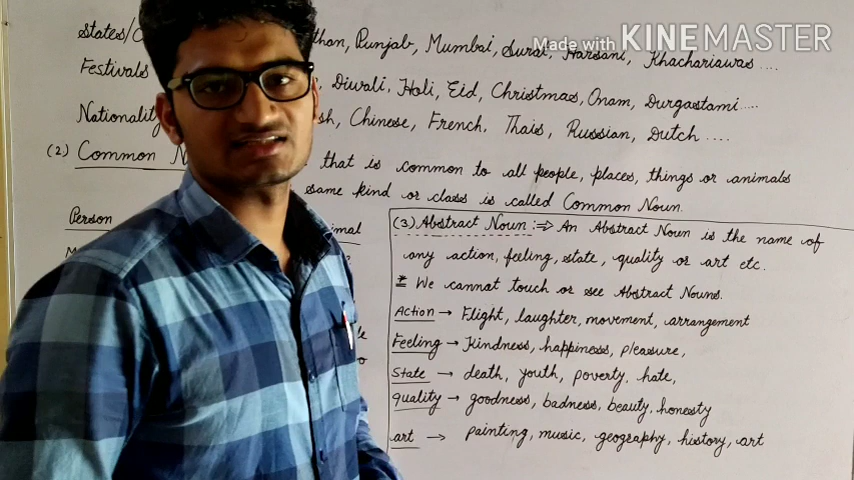 States/ than, Punjab, Mumbai, Surat, Harsani, Khachariawas ....
Made with KINEMASTER
Festivals , Diwali, Holi, Eid, Christmas, Onam, Durgastami ....
Nationality sh, Chinese, French, Thais, Russian, Dutch ....
(2) Common N that is common to all people, places, things or animals
same kind or class is called Common Noun.
Person imal
(3) Abstract Noun :⇒ An Abstract Noun is the name of
any action, feeling, state, quality or art etc.
* We cannot touch or see Abstract Nouns.
Action → Flight, laughter, movement, arrangement
Feeling → Kindness, happiness, pleasure,
State → death, youth, poverty, hate,
quality → goodness, badness, beauty, honesty
art → painting, music, geography, history, art